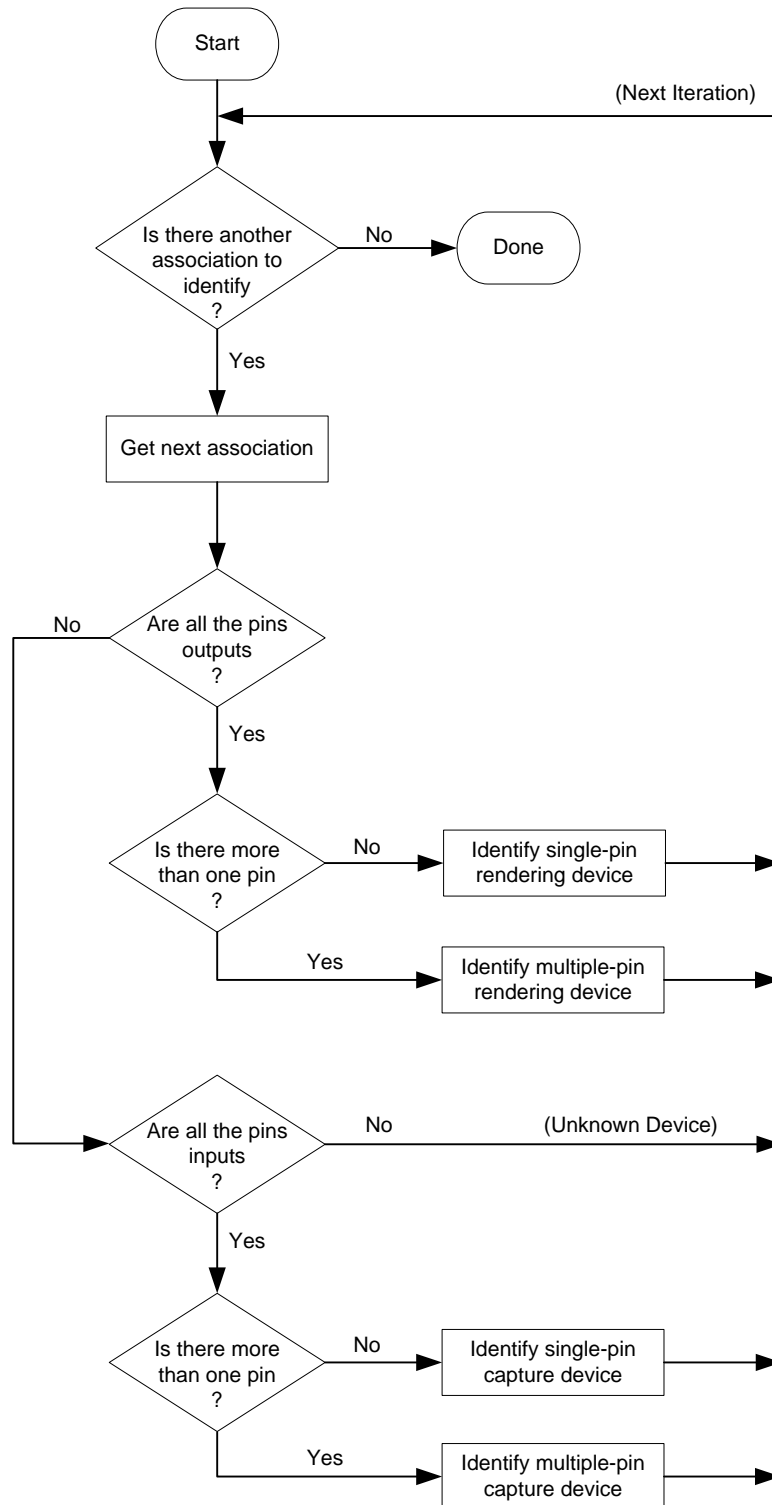 Start
(Next Iteration)
Is there another
association to
identify
?
No
Done
Yes
Get next association
No
Are all the pins
outputs
?
Yes
Is there more
than one pin
?
No
Identify single-pin
rendering device
Yes
Identify multiple-pin
rendering device
Are all the pins
inputs
?
No
(Unknown Device)
Yes
Is there more
than one pin
?
No
Identify single-pin
capture device
Yes
Identify multiple-pin
capture device